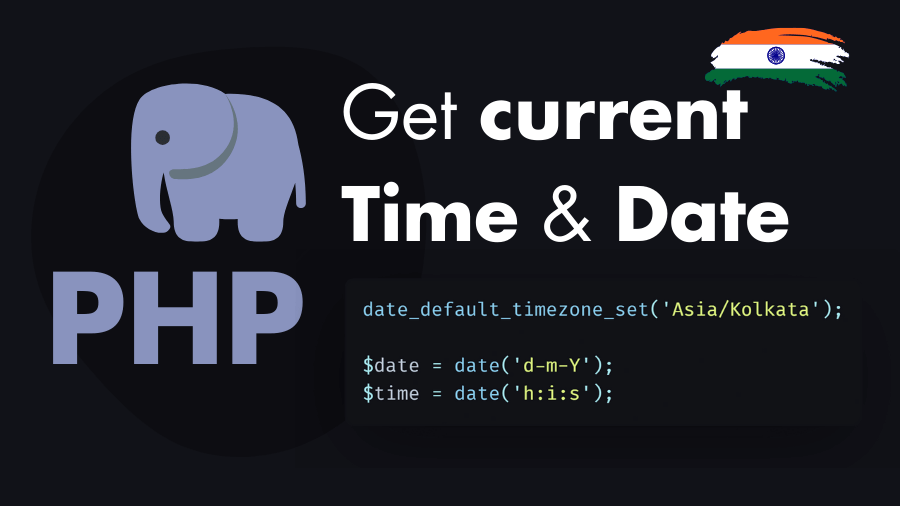 PHP
Get current
Time & Date
date_default_timezone_set('Asia/Kolkata');
$date = date('d-m-Y');
$time = date('h:i:s');